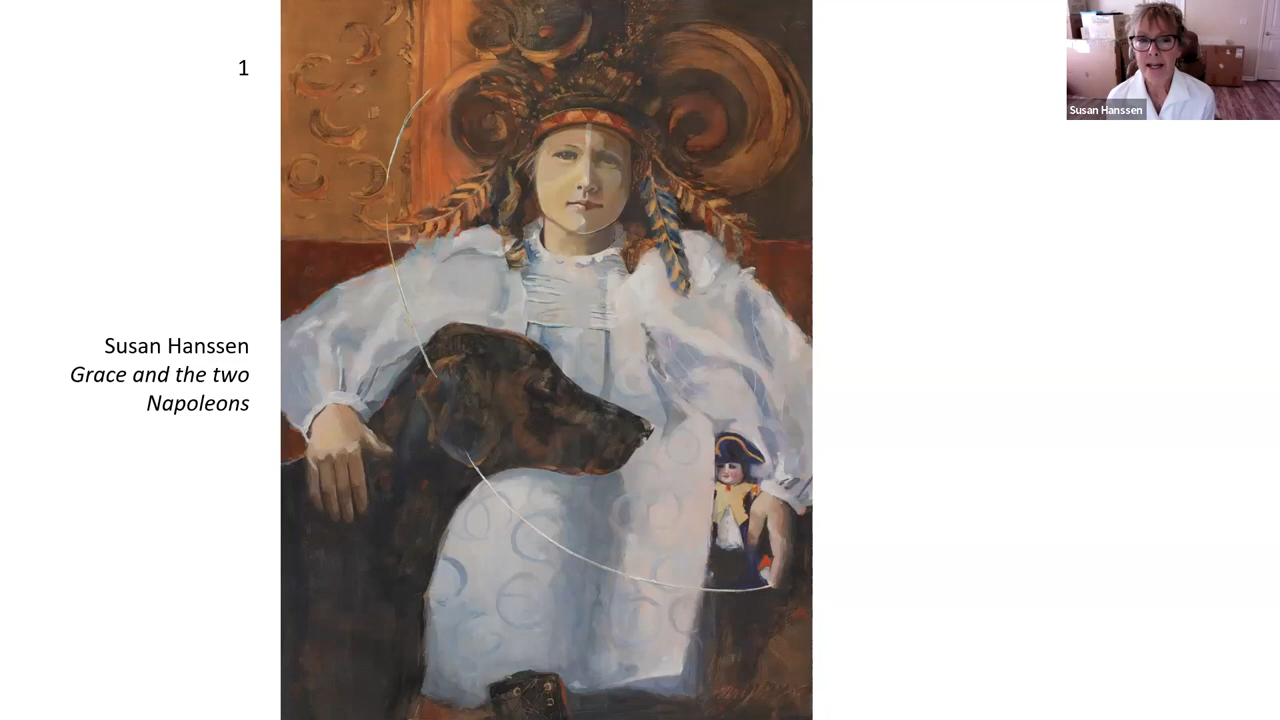 1
Susan Hanssen
Susan Hanssen
Grace and the two
Napoleons